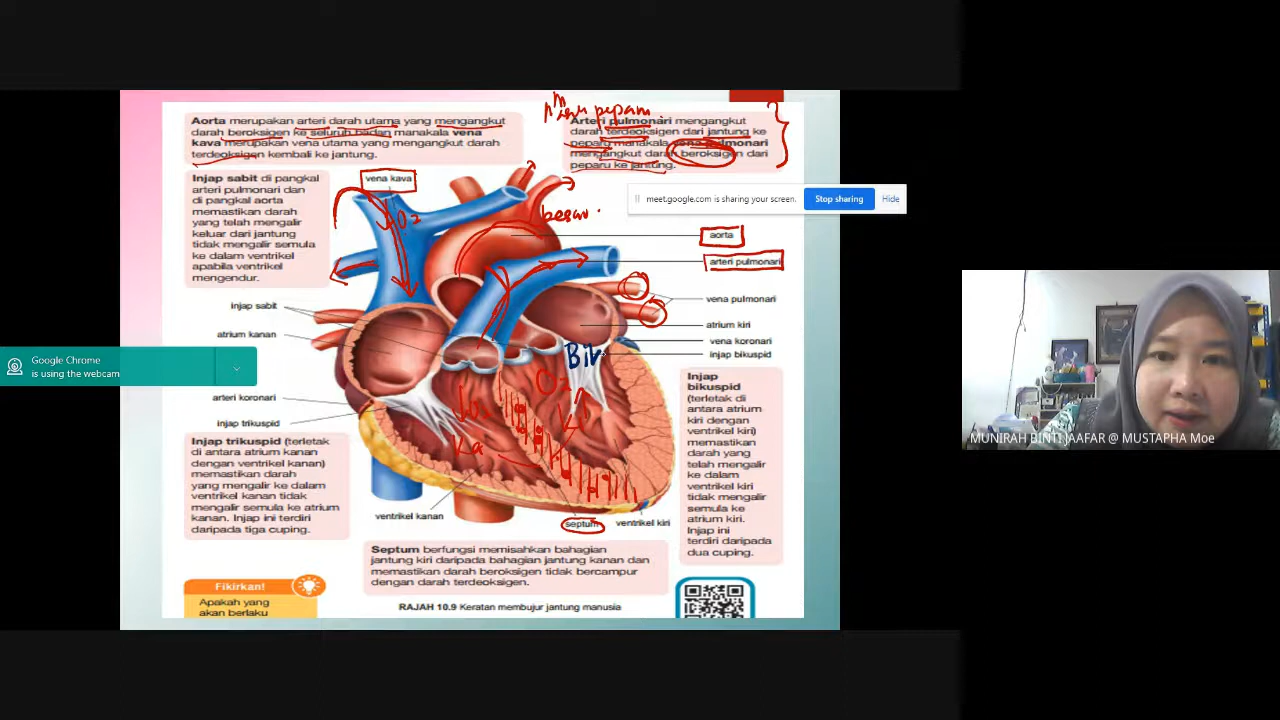 Aorta merupakan arteri darah utama yang mengangkut
darah beroksigen ke seluruh badan manakala vena
kava merupakan vena utama yang mengangkut darah
terdeoksigen kembali ke jantung.
pepam
Arteri pulmonari mengangkut
darah terdeoksigen dari jantung ke
peparu manakala vena pulmonari
mengangkut darah beroksigen dari
peparu ke jantung.
Injap sabit di pangkal
arteri pulmonari dan
di pangkal aorta
memastikan darah
yang telah mengalir
keluar dari jantung
tidak mengalir semula
ke dalam ventrikel
apabila ventrikel
mengendur.
vena kava
↓O2
besar
meet.google.com is sharing your screen.
Stop sharing
Hide
aorta
arteri pulmonari
vena pulmonari
atrium kiri
vena koronari
injap bikuspid
injap sabit
atrium kanan
Google Chrome
is using the webcam
arteri koronari
injap trikuspid
Bik
O2
Ka
Injap trikuspid (terletak
di antara atrium kanan
dengan ventrikel kanan)
memastikan darah
yang mengalir ke dalam
ventrikel kanan tidak
mengalir semula ke atrium
kanan. Injap ini terdiri
daripada tiga cuping.
Injap
bikuspid
(terletak di
antara atrium
kiri dengan
ventrikel kiri)
memastikan
darah yang
telah mengalir
ke dalam
ventrikel kiri
tidak mengalir
semula ke
atrium kiri.
Injap ini
terdiri daripada
dua cuping.
ventrikel kanan
septum
ventrikel kiri
Septum berfungsi memisahkan bahagian
jantung kiri daripada bahagian jantung kanan dan
memastikan darah beroksigen tidak bercampur
dengan darah terdeoksigen.
Fikirkan!
Apakah yang
akan berlaku
RAJAH 10.9 Keratan membujur jantung manusia
MUNIRAH BINTI JAAFAR @ MUSTAPHA Moe